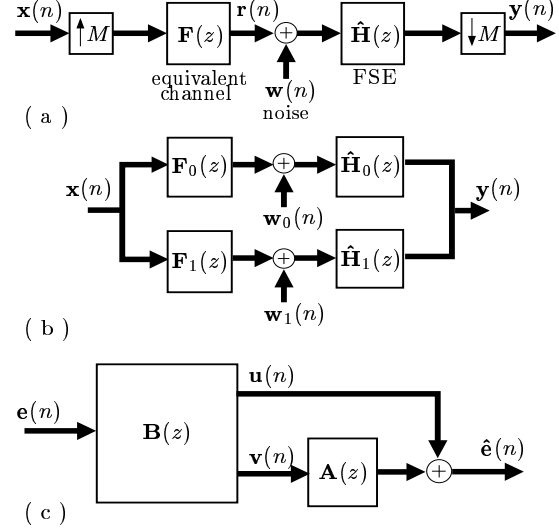 𝐱(n) ↑M 𝐅(z) 𝐫(n) + 𝐇̂(z) ↓M 𝐲(n)
equivalent channel
𝐰(n)
noise
FSE
( a )
𝐱(n) 𝐅₀(z) + 𝐇̂₀(z) 𝐲(n)
𝐰₀(n)
𝐅₁(z) + 𝐇̂₁(z)
𝐰₁(n)
( b )
𝐞(n) 𝐁(z) 𝐮(n)
𝐯(n) 𝐀(z) + 𝐞̂(n)
( c )